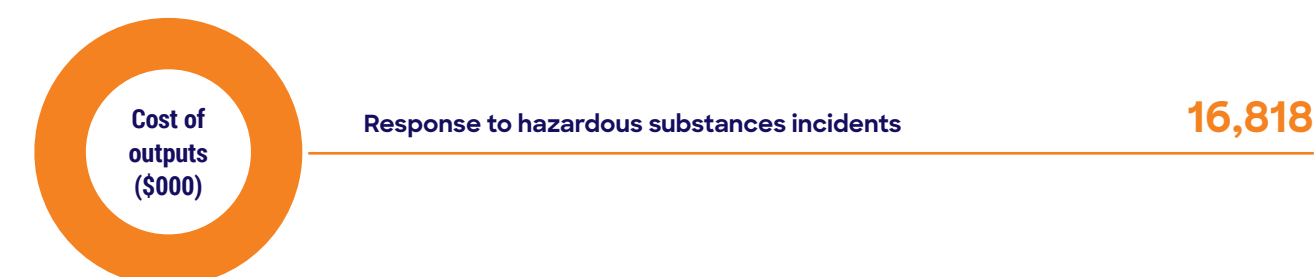 Cost of
outputs
($000)
Response to hazardous substances incidents 16,818